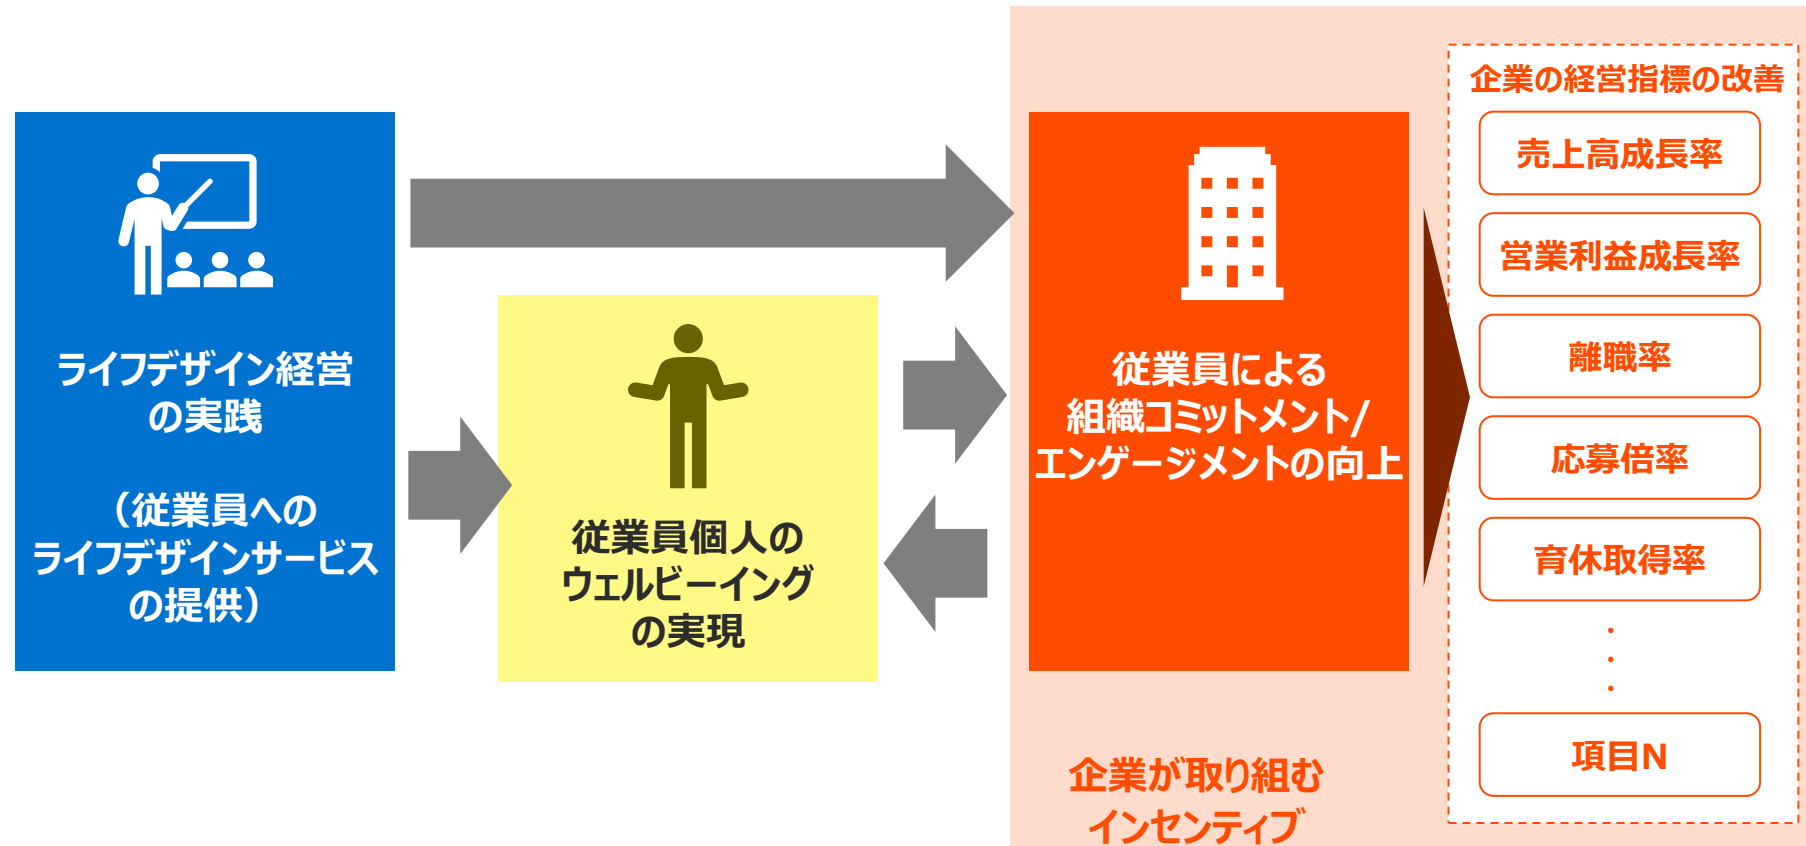 ライフデザイン経営
の実践
（従業員への
ライフデザインサービス
の提供）
従業員個人の
ウェルビーイング
の実現
従業員による
組織コミットメント/
エンゲージメントの向上
企業が取り組む
インセンティブ
企業の経営指標の改善
売上高成長率
営業利益成長率
離職率
応募倍率
育休取得率
・
・
・
項目N